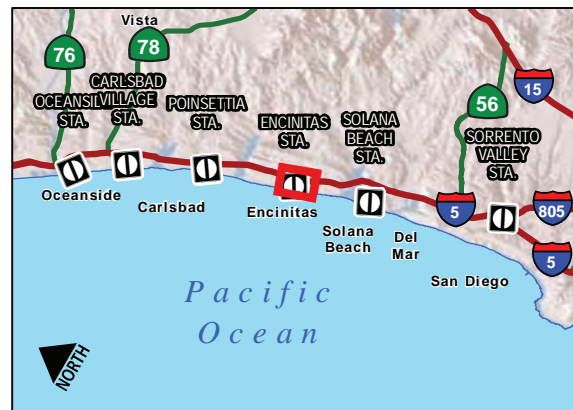 Vista
76
78
OCEANSIDE
STA.
CARLSBAD
VILLAGE
STA.
POINSETTIA
STA.
ENCINITAS
STA.
SOLANA
BEACH
STA.
56
15
SORRENTO
VALLEY
STA.
Oceanside
Carlsbad
Encinitas
Solana
Beach
Del
Mar
5
805
5
San Diego
Pacific
Ocean
NORTH